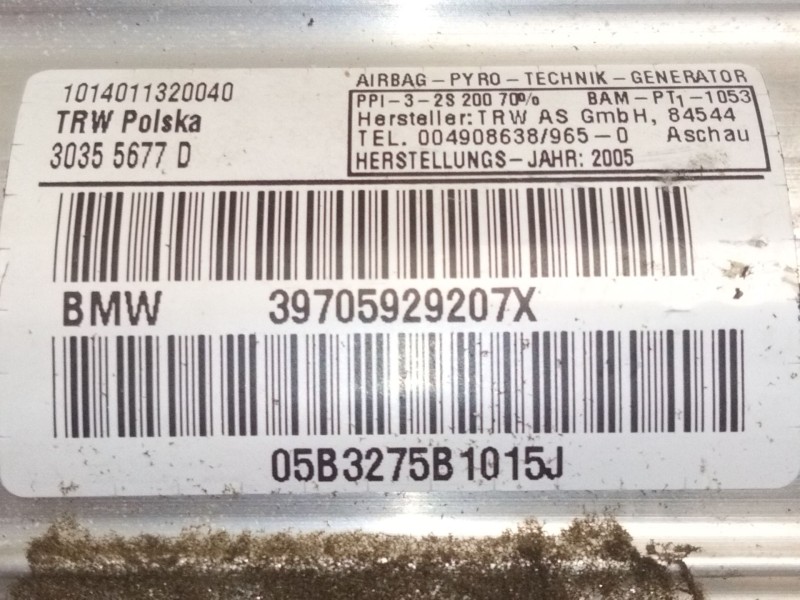 1014011320040
TRW Polska
3035 5677 D
AIRBAG-PYRO-TECHNIK-GENERATOR
PPI-3-2S 200 70% BAM-PT1-1053
Hersteller: TRW AS GmbH, 84544
TEL. 004908638/965-0 Aschau
HERSTELLUNGS-JAHR: 2005
BMW 39705929207X
05B3275B1015J